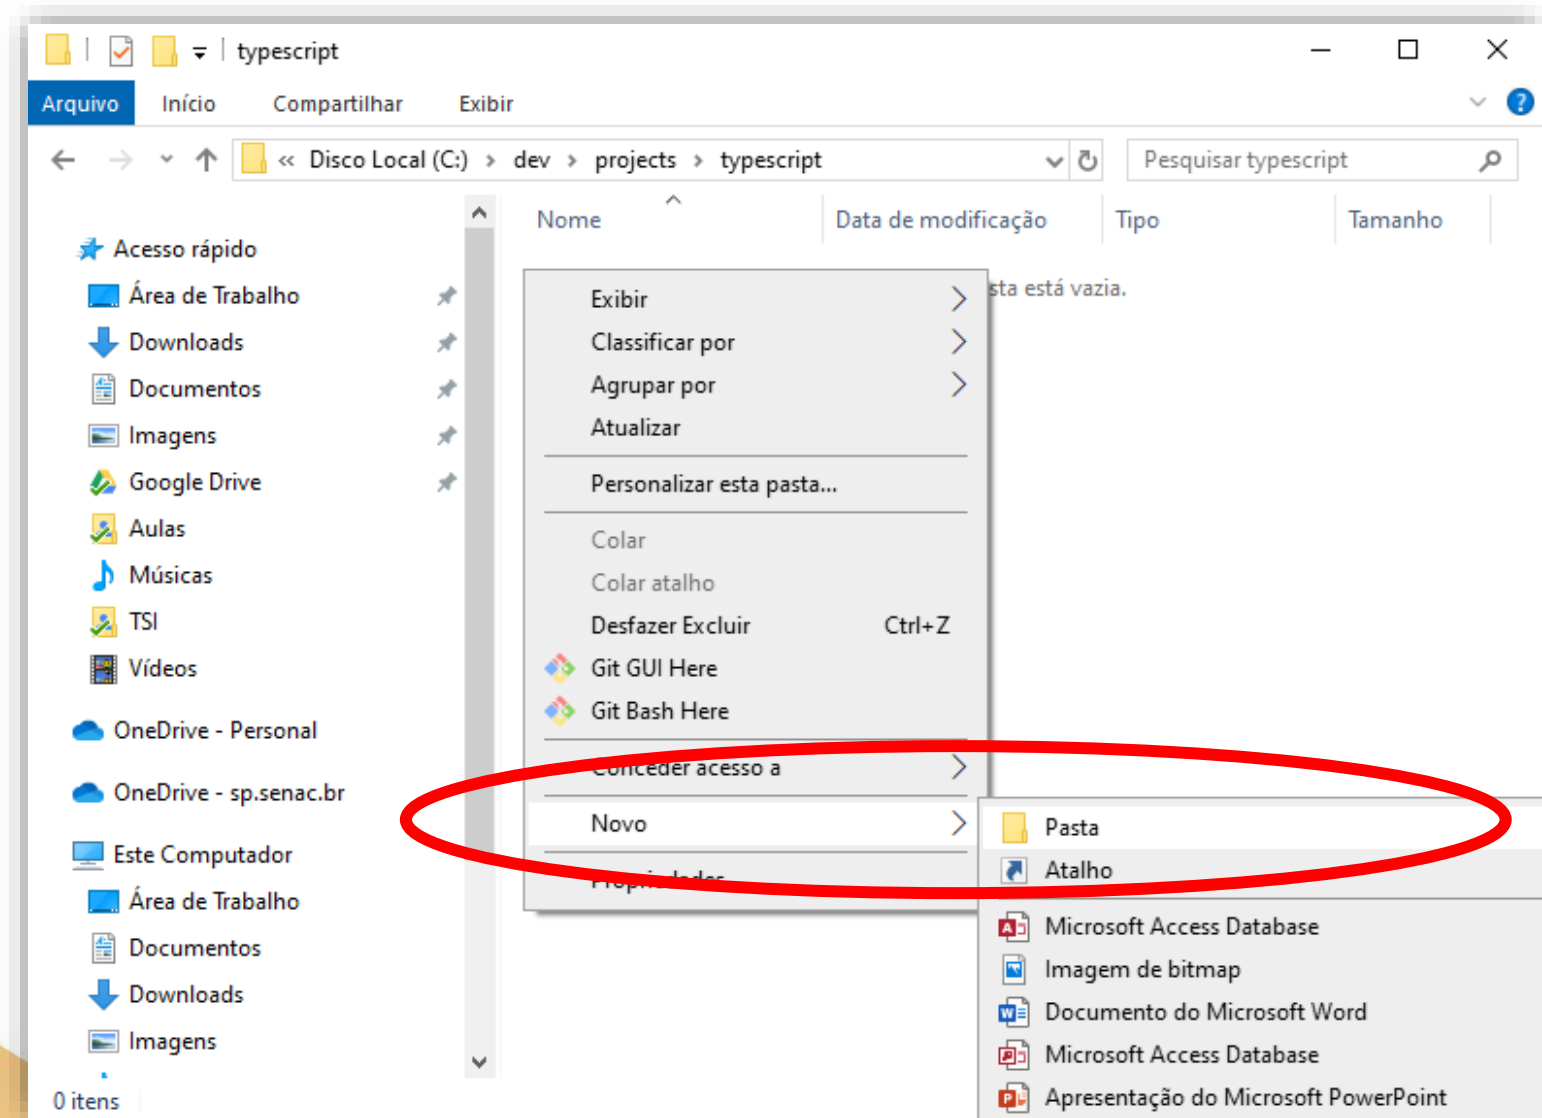 typescript
Arquivo Início Compartilhar Exibir
« Disco Local (C:) > dev > projects > typescript
Pesquisar typescript
Nome Data de modificação Tipo Tamanho
sta está vazia.
Acesso rápido
Área de Trabalho
Downloads
Documentos
Imagens
Google Drive
Aulas
Músicas
TSI
Vídeos
OneDrive - Personal
OneDrive - sp.senac.br
Este Computador
Área de Trabalho
Documentos
Downloads
Imagens
0 itens
Exibir
Classificar por
Agrupar por
Atualizar
Personalizar esta pasta...
Colar
Colar atalho
Desfazer Excluir Ctrl+Z
Git GUI Here
Git Bash Here
Conceder acesso a
Novo
Propriedades
Pasta
Atalho
Microsoft Access Database
Imagem de bitmap
Documento do Microsoft Word
Microsoft Access Database
Apresentação do Microsoft PowerPoint